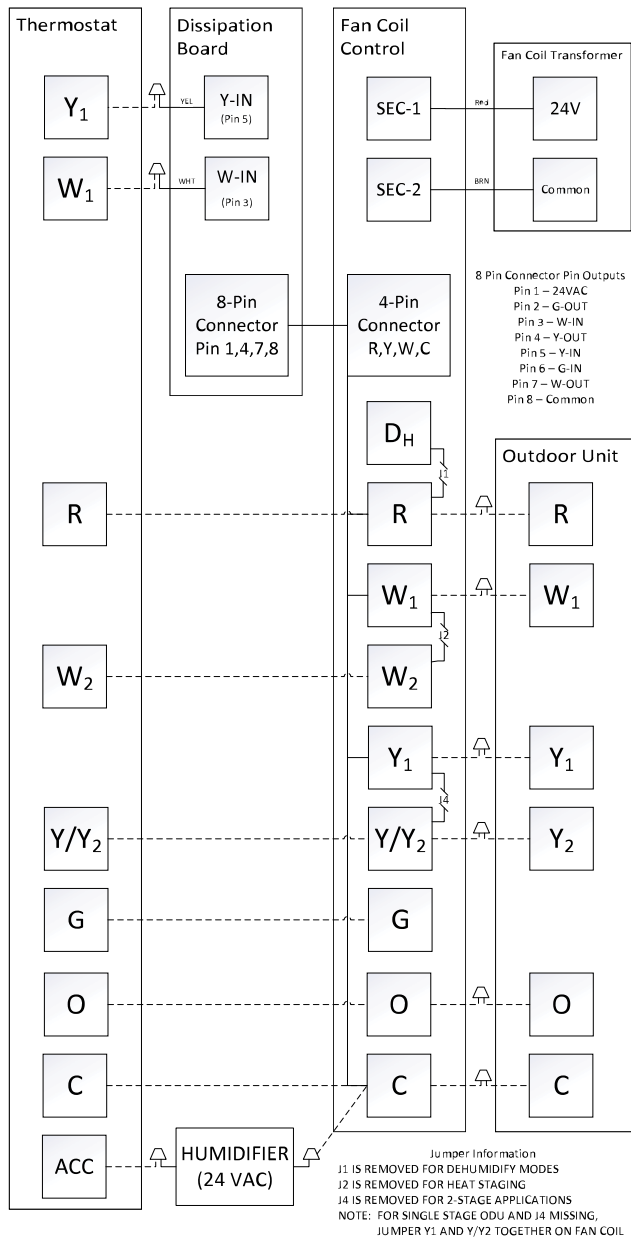 Thermostat
Dissipation
Board
Fan Coil
Control
Fan Coil Transformer
Y1
YEL
Y-IN
(Pin 5)
SEC-1
Red
24V
W1
WHT
W-IN
(Pin 3)
SEC-2
BRN
Common
8-Pin
Connector
Pin 1,4,7,8
4-Pin
Connector
R,Y,W,C
8 Pin Connector Pin Outputs
Pin 1 – 24VAC
Pin 2 – G-OUT
Pin 3 – W-IN
Pin 4 – Y-OUT
Pin 5 – Y-IN
Pin 6 – G-IN
Pin 7 – W-OUT
Pin 8 – Common
DH
J1
Outdoor Unit
R
R
R
W1
W1
J2
W2
W2
Y1
Y1
J4
Y/Y2
Y/Y2
Y2
G
G
O
O
O
C
C
C
ACC
HUMIDIFIER
(24 VAC)
Jumper Information
J1 IS REMOVED FOR DEHUMIDIFY MODES
J2 IS REMOVED FOR HEAT STAGING
J4 IS REMOVED FOR 2-STAGE APPLICATIONS
NOTE: FOR SINGLE STAGE ODU AND J4 MISSING,
JUMPER Y1 AND Y/Y2 TOGETHER ON FAN COIL